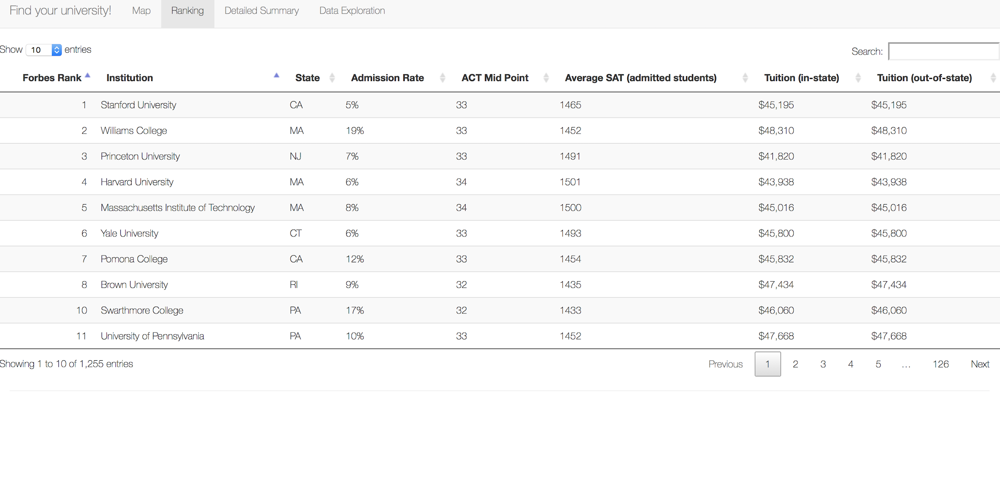 Find your university! Map Ranking Detailed Summary Data Exploration
Show 10 entries Search:
Forbes Rank Institution State Admission Rate ACT Mid Point Average SAT (admitted students) Tuition (in-state) Tuition (out-of-state)
1 Stanford University CA 5% 33 1465 $45,195 $45,195
2 Williams College MA 19% 33 1452 $48,310 $48,310
3 Princeton University NJ 7% 33 1491 $41,820 $41,820
4 Harvard University MA 6% 34 1501 $43,938 $43,938
5 Massachusetts Institute of Technology MA 8% 34 1500 $45,016 $45,016
6 Yale University CT 6% 33 1493 $45,800 $45,800
7 Pomona College CA 12% 33 1454 $45,832 $45,832
8 Brown University RI 9% 32 1435 $47,434 $47,434
10 Swarthmore College PA 17% 32 1433 $46,060 $46,060
11 University of Pennsylvania PA 10% 33 1452 $47,668 $47,668
Showing 1 to 10 of 1,255 entries Previous 1 2 3 4 5 … 126 Next